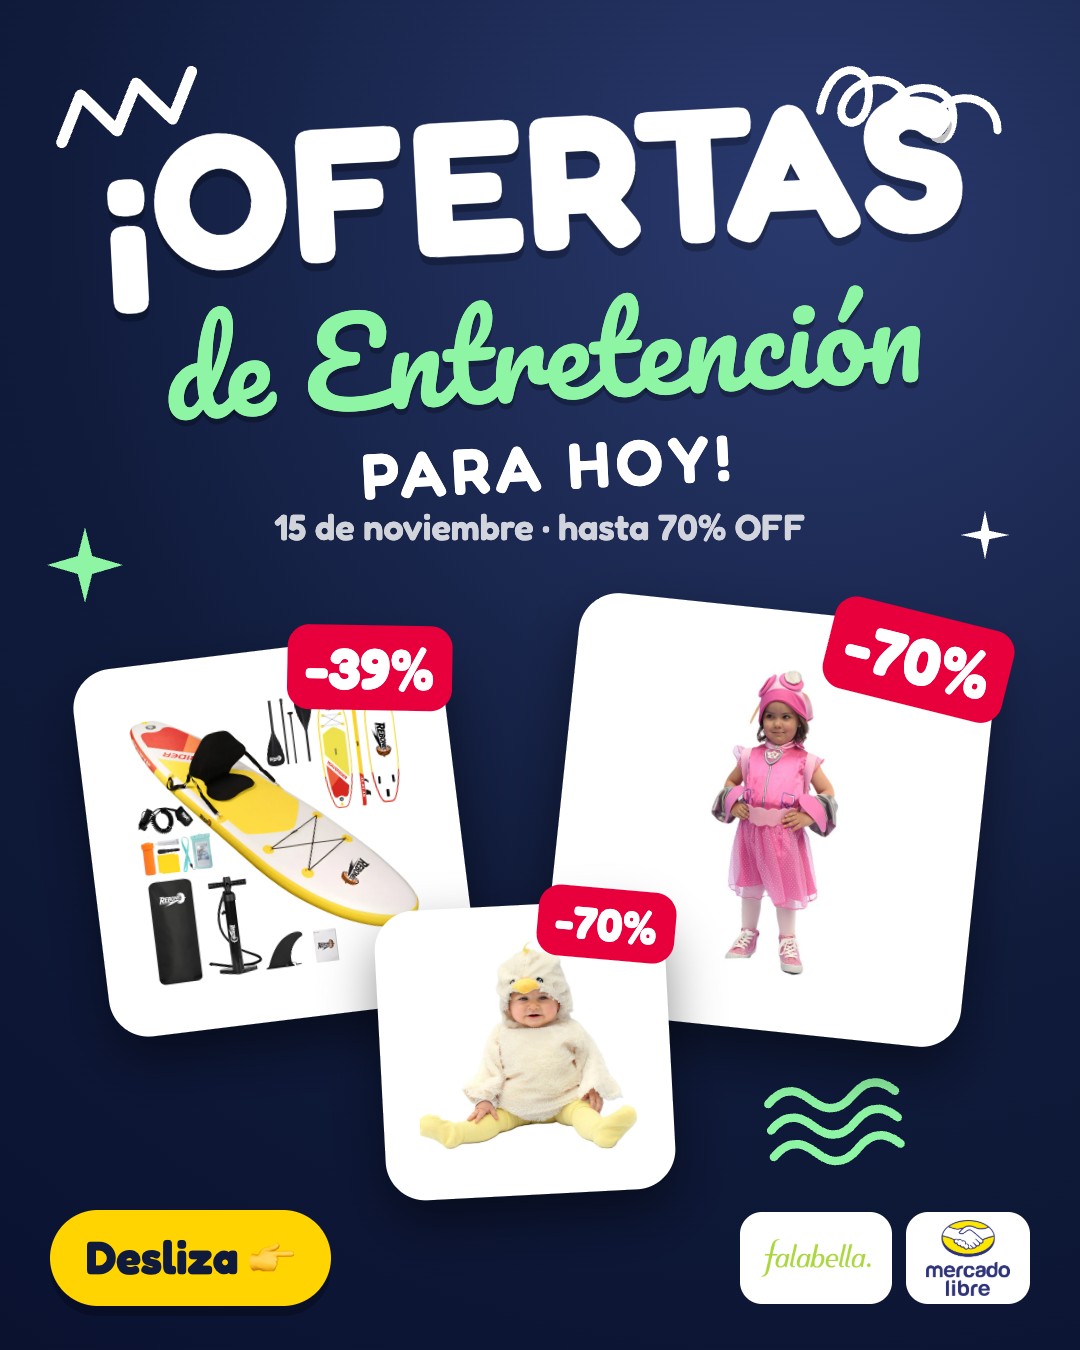 ¡OFERTAS
de Entretención
PARA HOY!
15 de noviembre · hasta 70% OFF
-39%
-70%
-70%
Desliza 👉
falabella.
mercado
libre